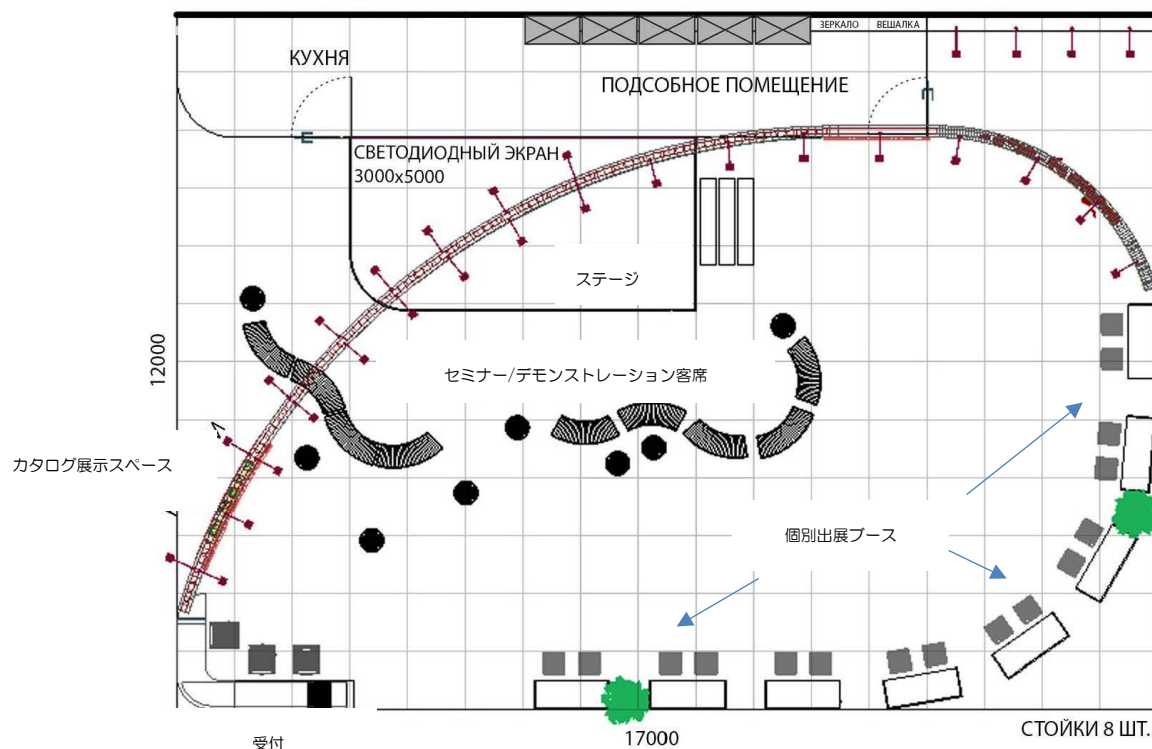 ЗЕРКАЛО ВЕШАЛКА
КУХНЯ
ПОДСОБНОЕ ПОМЕЩЕНИЕ
СВЕТОДИОДНЫЙ ЭКРАН
3000x5000
ステージ
12000
セミナー/デモンストレーション客席
カタログ展示スペース
個別出展ブース
受付
17000
СТОЙКИ 8 ШТ.